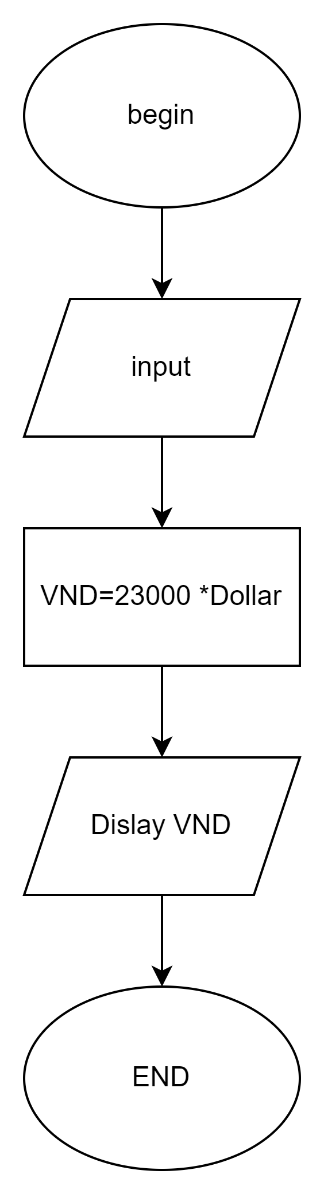 begin
input
VND=23000 *Dollar
Dislay VND
END